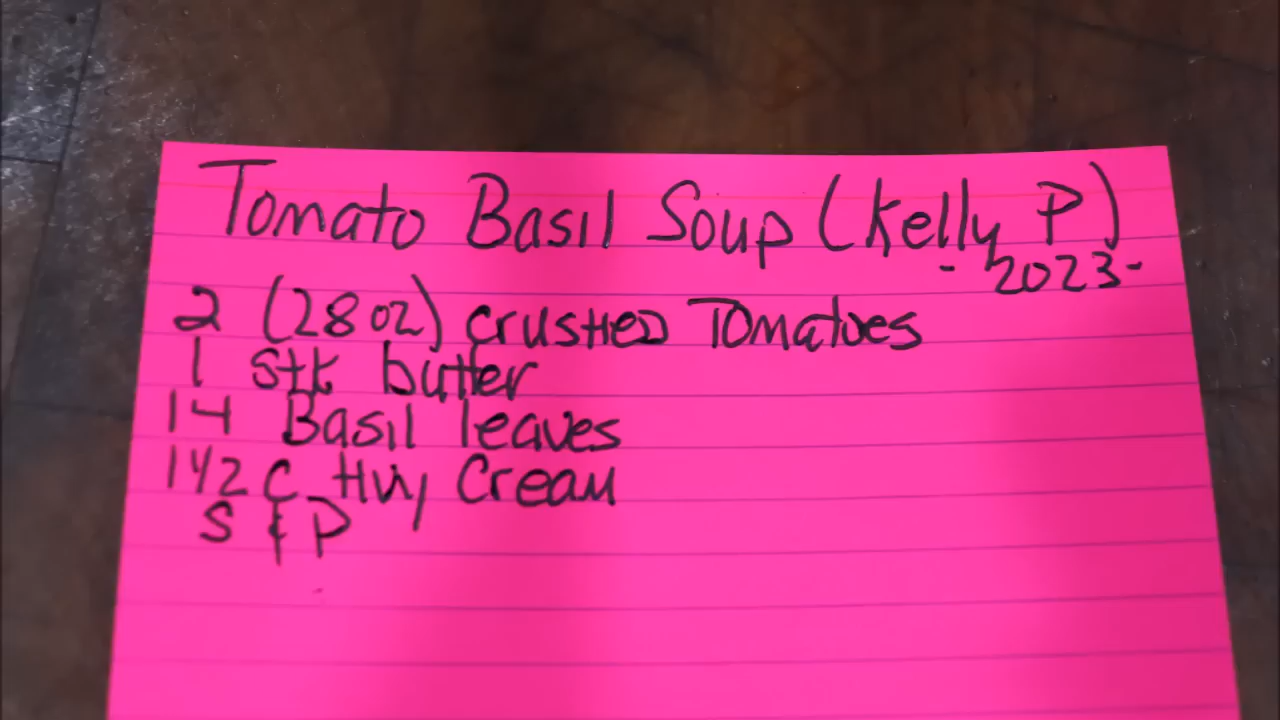 Tomato Basil Soup (Kelly P)
- 2023 -
2 (28 oz) crushed Tomatoes
1 stk butter
14 Basil leaves
1 1/2 c Hvy Cream
S & P